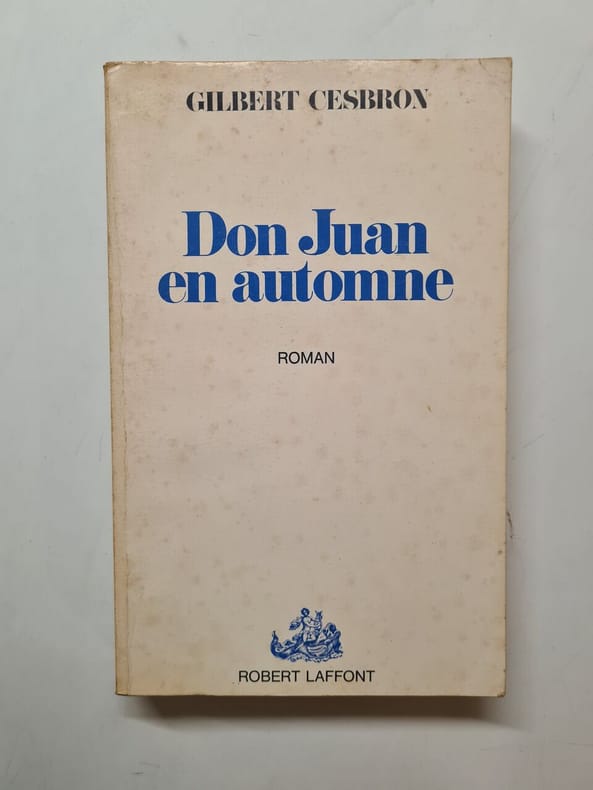 GILBERT CESBRON
Don Juan
en automne
ROMAN
ROBERT LAFFONT